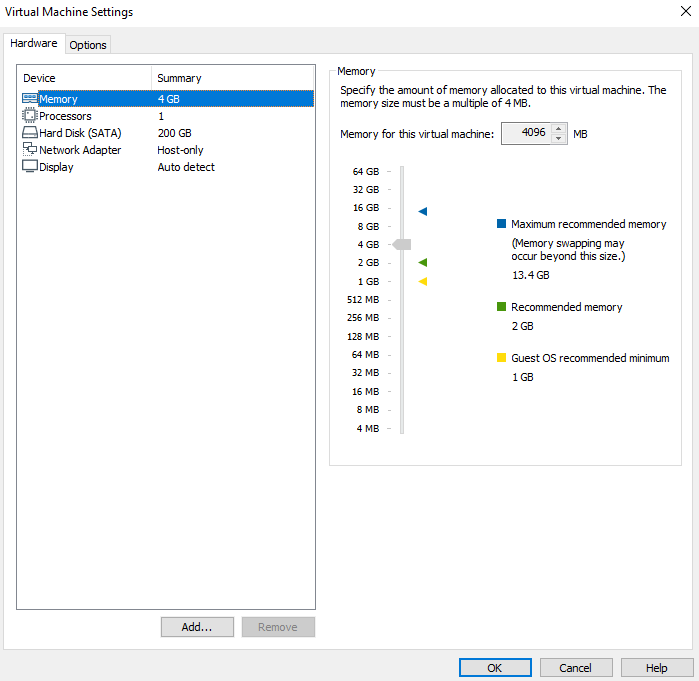 Virtual Machine Settings
Hardware
Options
Device Summary
Memory 4 GB
Processors 1
Hard Disk (SATA) 200 GB
Network Adapter Host-only
Display Auto detect
Add...
Remove
Memory
Specify the amount of memory allocated to this virtual machine. The
memory size must be a multiple of 4 MB.
Memory for this virtual machine: 4096 MB
64 GB
32 GB
16 GB
8 GB
4 GB
2 GB
1 GB
512 MB
256 MB
128 MB
64 MB
32 MB
16 MB
8 MB
4 MB
Maximum recommended memory
(Memory swapping may
occur beyond this size.)
13.4 GB
Recommended memory
2 GB
Guest OS recommended minimum
1 GB
OK
Cancel
Help